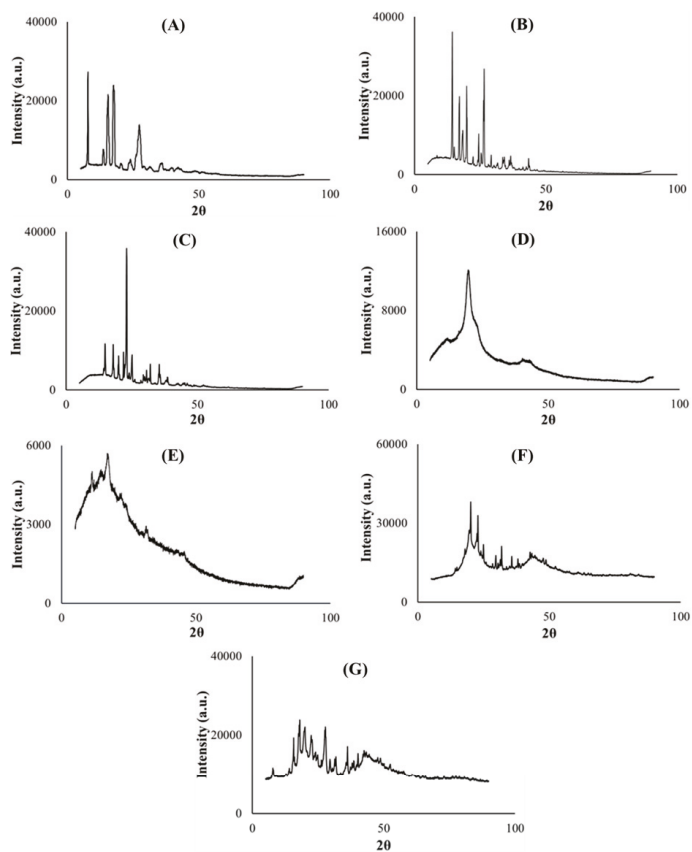 (A)
Intensity (a.u.)
40000
20000
0
0 50 100
2θ
(B)
Intensity (a.u.)
40000
20000
0
0 50 100
2θ
(C)
Intensity (a.u.)
40000
20000
0
0 50 100
2θ
(D)
Intensity (a.u.)
16000
8000
0
0 50 100
2θ
(E)
Intensity (a.u.)
6000
3000
0
0 50 100
2θ
(F)
Intensity (a.u.)
60000
30000
0
0 50 100
2θ
(G)
Intensity (a.u.)
40000
20000
0
0 50 100
2θ